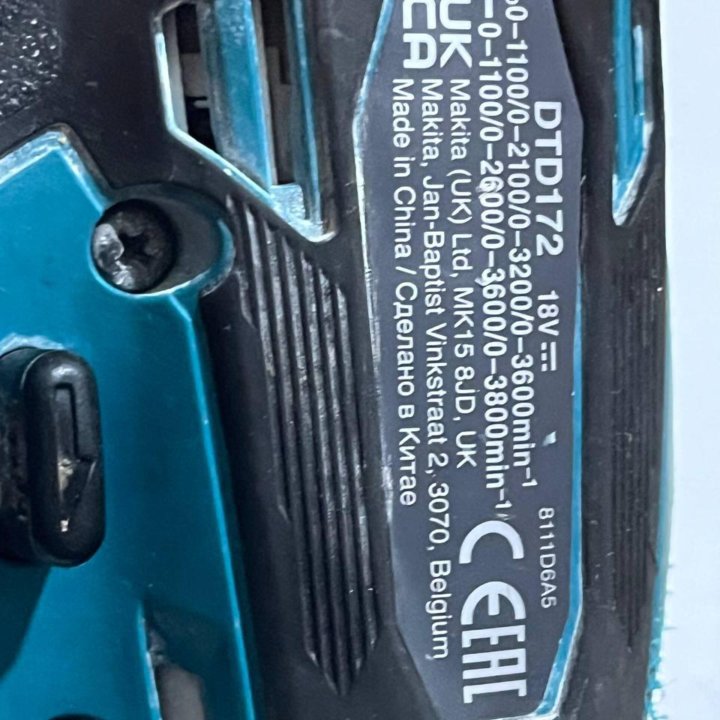 DTD172 18V
0-1100/0-2100/0-3200/0-3600min⁻¹
0-1100/0-2600/0-3600/0-3800min⁻¹
UK
CA
Makita (UK) Ltd, MK15 8JD, UK
Makita, Jan-Baptist Vinkstraat 2, 3070, Belgium
Made in China / Сделано в Китае
CE
EAC
8111D6A5